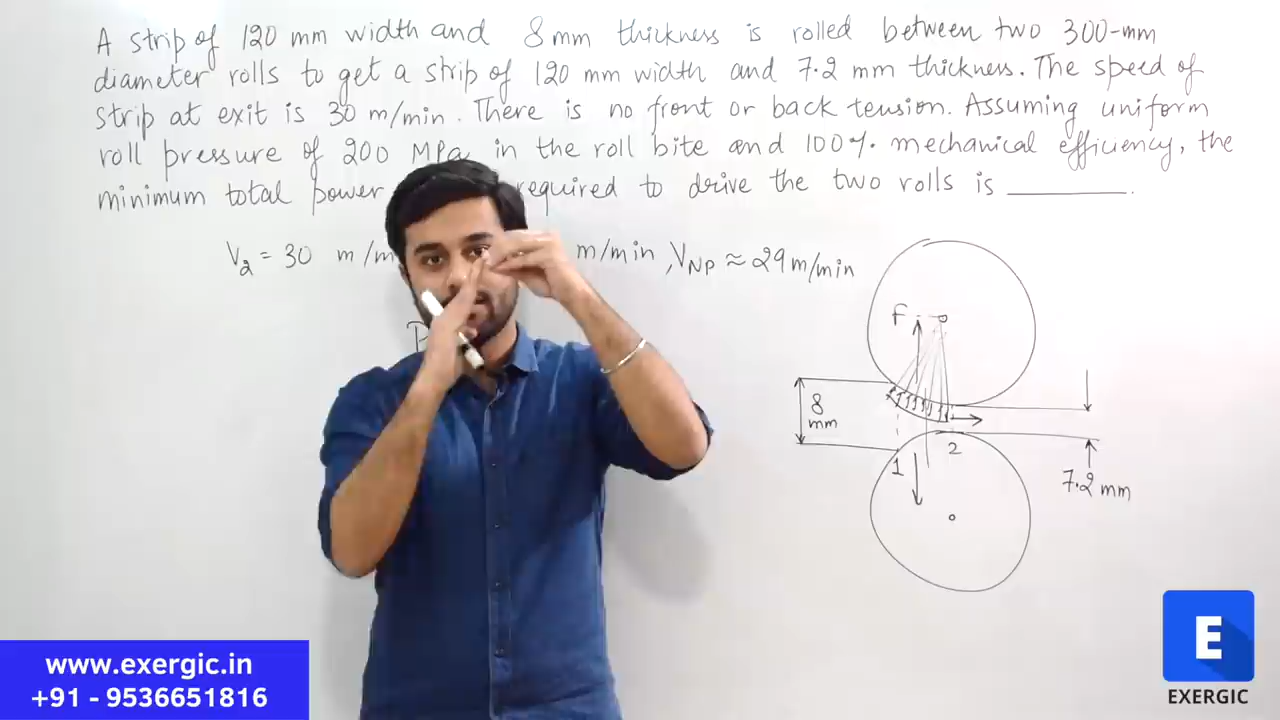 A strip of 120 mm width and 8 mm thickness is rolled between two 300-mm
diameter rolls to get a strip of 120 mm width and 7.2 mm thickness. The speed of
strip at exit is 30 m/min. There is no front or back tension. Assuming uniform
roll pressure of 200 MPa in the roll bite and 100% mechanical efficiency, the
minimum total power required to drive the two rolls is ________.
V2 = 30 m/m m/min, VNP ≈ 29 m/min
F
P
8
mm
1
2
7.2 mm
www.exergic.in
+91 - 9536651816
E
EXERGIC